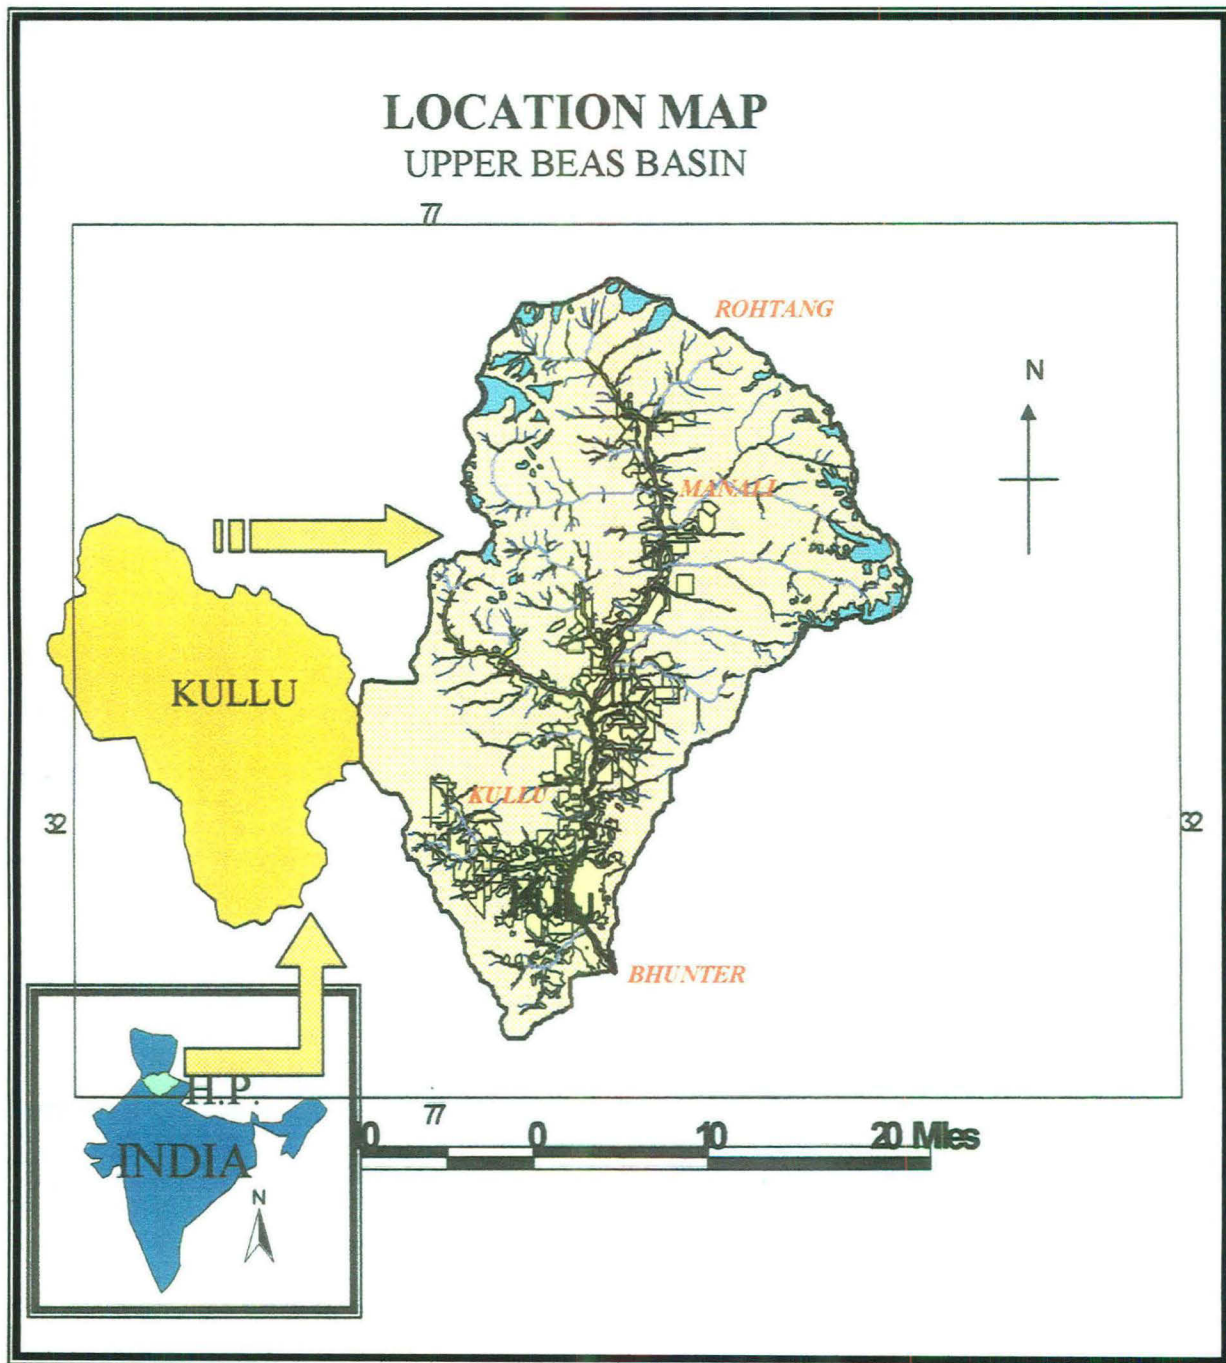 LOCATION MAP
UPPER BEAS BASIN
77
ROHTANG
N
MANALI
KULLU
KULLU
32
32
BHUNTER
77
H.P.
INDIA
N
0 0 10 20 Miles